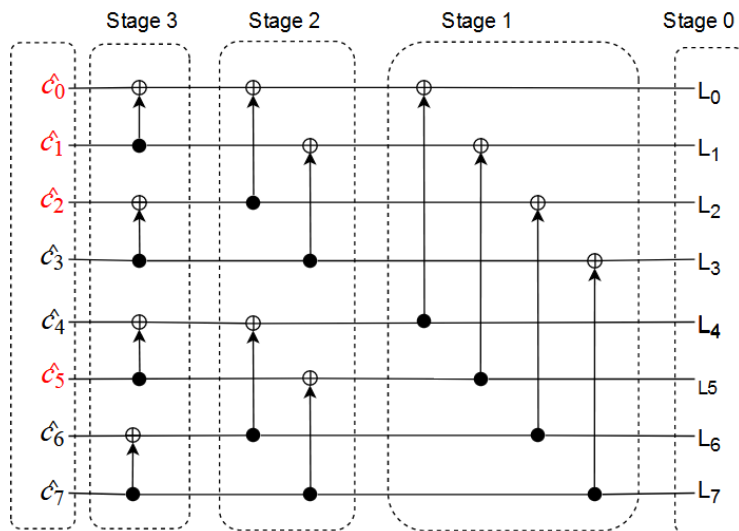 Stage 3 Stage 2 Stage 1 Stage 0
ĉ₀ L₀
ĉ₁ L₁
ĉ₂ L₂
ĉ₃ L₃
ĉ₄ L₄
ĉ₅ L₅
ĉ₆ L₆
ĉ₇ L₇